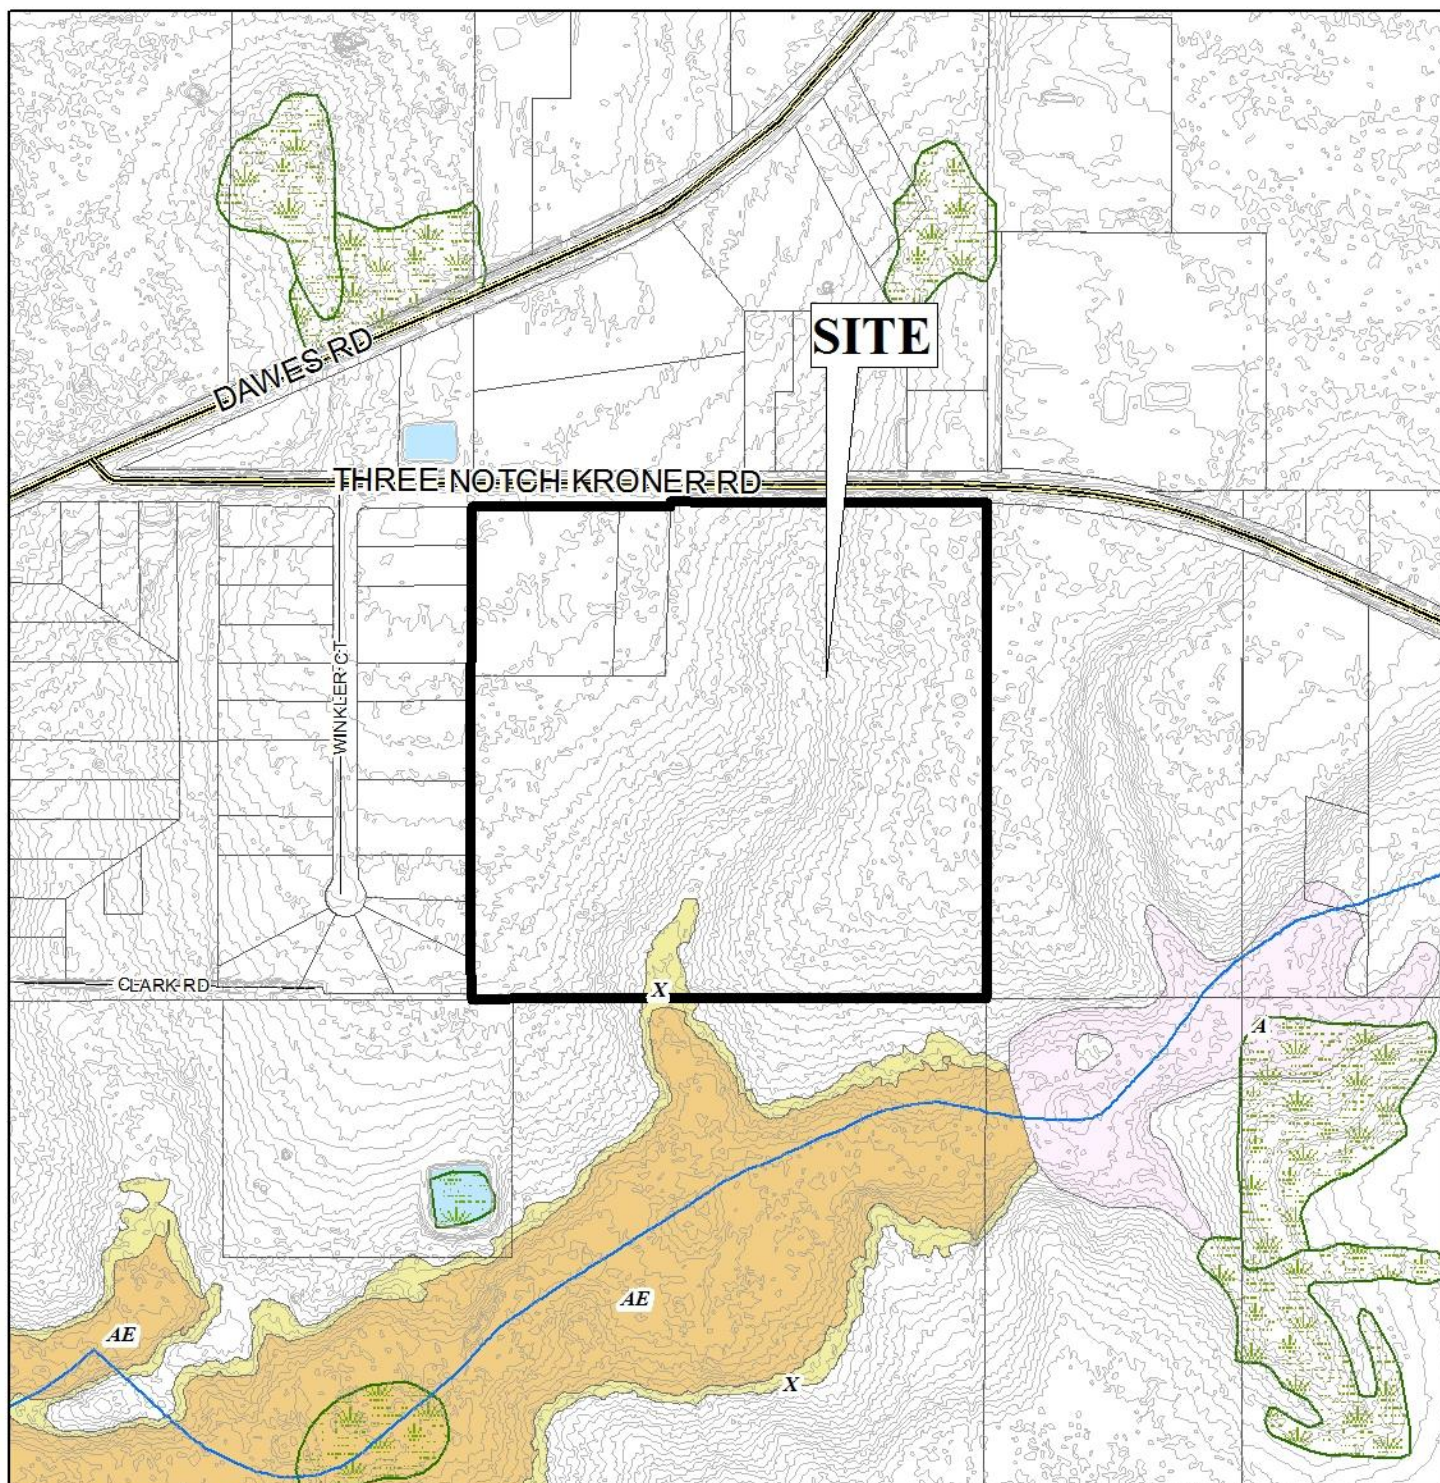 SITE
DAWES RD
THREE NOTCH KRONER RD
WINKLER CT
CLARK RD
X
A
AE
AE
X